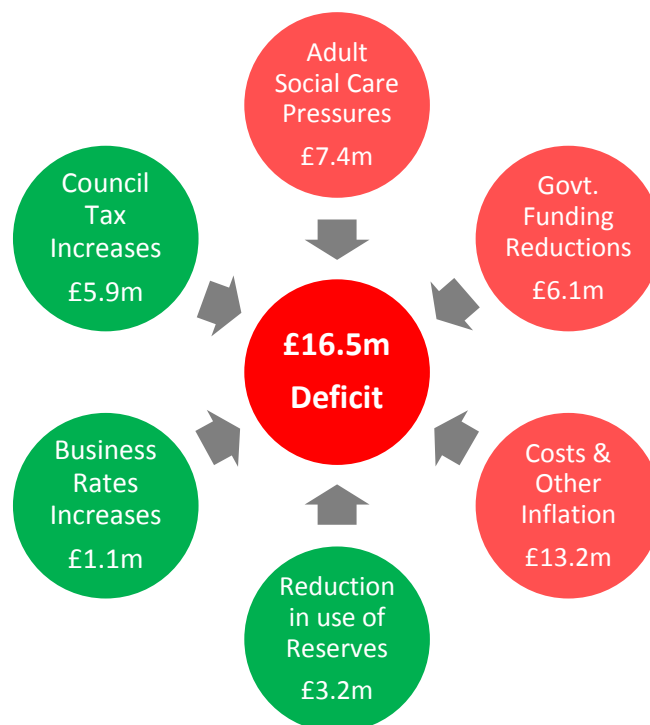 Adult
Social Care
Pressures
£7.4m
Govt.
Funding
Reductions
£6.1m
Costs &
Other
Inflation
£13.2m
Reduction
in use of
Reserves
£3.2m
Business
Rates
Increases
£1.1m
Council
Tax
Increases
£5.9m
£16.5m
Deficit